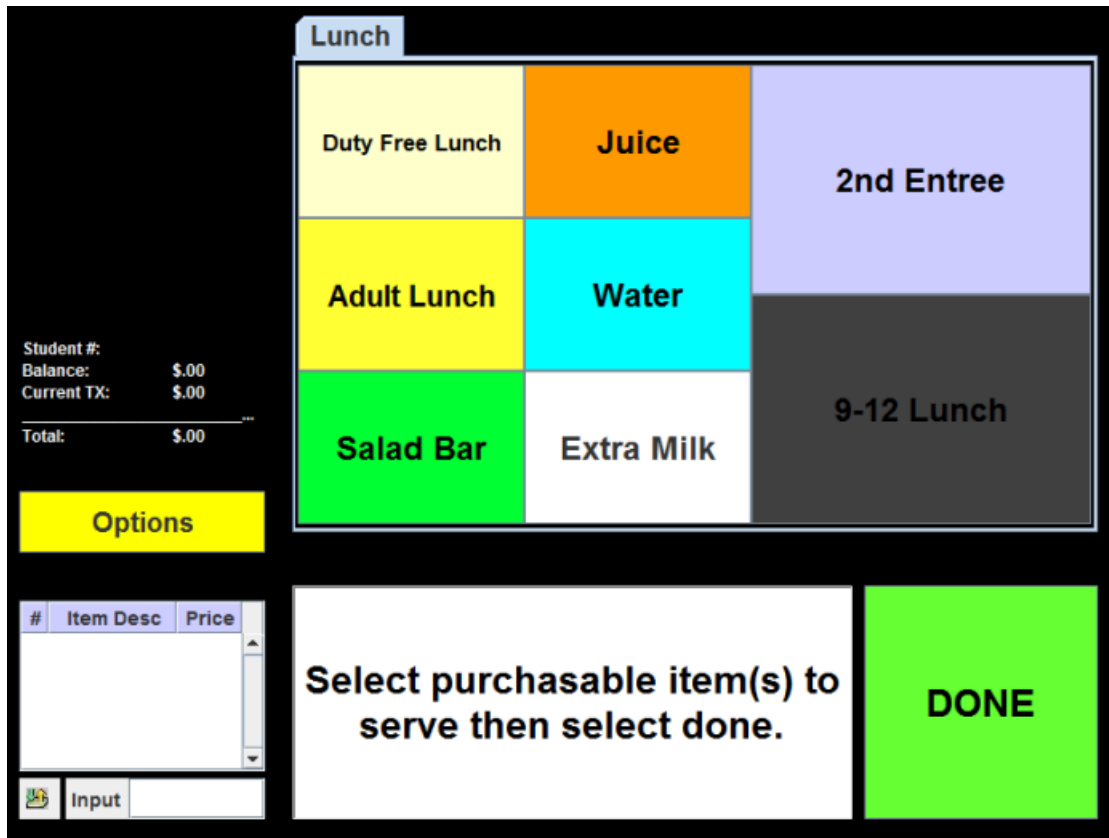 Lunch
Duty Free Lunch
Juice
2nd Entree
Adult Lunch
Water
9-12 Lunch
Salad Bar
Extra Milk
Student #:
Balance: $.00
Current TX: $.00
...
Total: $.00
Options
# Item Desc Price
Input
Select purchasable item(s) to
serve then select done.
DONE